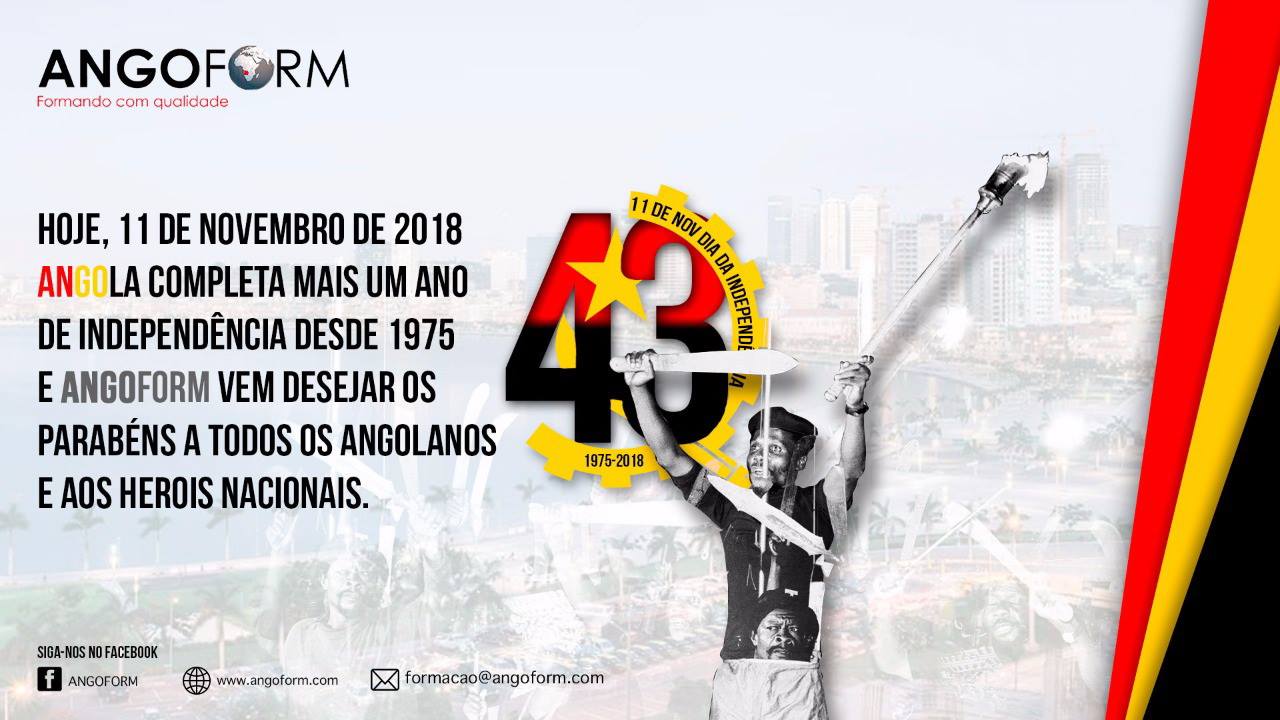 ANGOFORM
Formando com qualidade
HOJE, 11 DE NOVEMBRO DE 2018
ANGOLA COMPLETA MAIS UM ANO
DE INDEPENDÊNCIA DESDE 1975
E ANGOFORM VEM DESEJAR OS
PARABÉNS A TODOS OS ANGOLANOS
E AOS HEROIS NACIONAIS.
11 DE NOV DIA DA INDEPENDÊNCIA
43
1975-2018
SIGA-NOS NO FACEBOOK
ANGOFORM
www.angoform.com
formacao@angoform.com